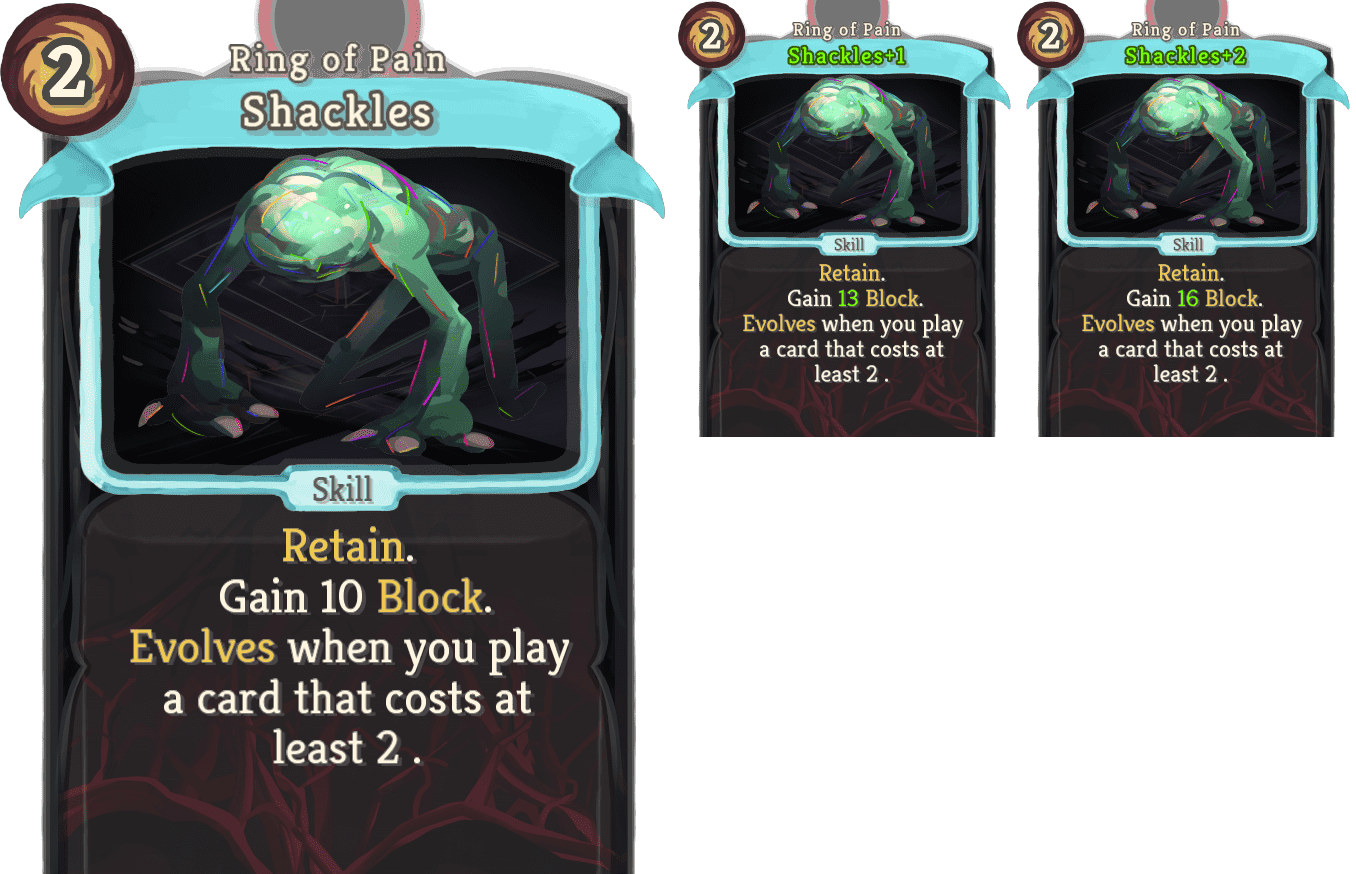 2
Ring of Pain
Shackles
Skill
Retain.
Gain 10 Block.
Evolves when you play
a card that costs at
least 2 .
2
Ring of Pain
Shackles+1
Skill
Retain.
Gain 13 Block.
Evolves when you play
a card that costs at
least 2 .
2
Ring of Pain
Shackles+2
Skill
Retain.
Gain 16 Block.
Evolves when you play
a card that costs at
least 2 .